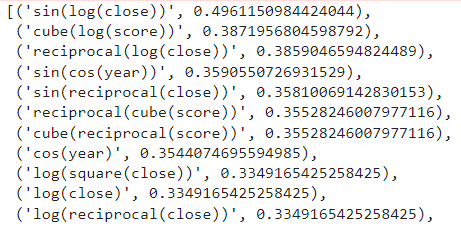 [('sin(log(close))', 0.4961150984424044),
('cube(log(score))', 0.3871956804598792),
('reciprocal(log(close))', 0.3859046594824489),
('sin(cos(year))', 0.3590550726931529),
('sin(reciprocal(close))', 0.35810069142830153),
('reciprocal(cube(score))', 0.35528246007977116),
('cube(reciprocal(score))', 0.35528246007977116),
('cos(year)', 0.3544074695594985),
('log(square(close))', 0.3349165425258425),
('log(close)', 0.3349165425258425),
('log(reciprocal(close))', 0.3349165425258425),